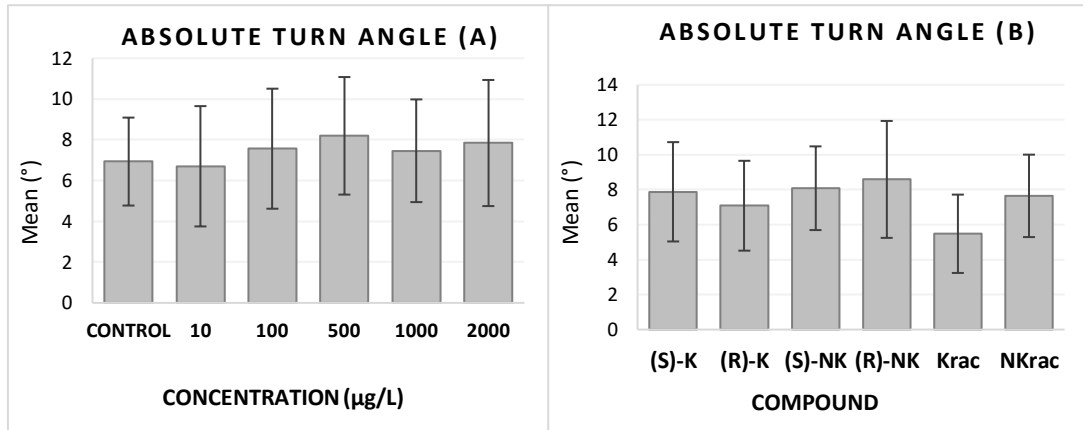 ABSOLUTE TURN ANGLE (A)
12
10
8
6
4
2
0
Mean (°)
CONTROL 10 100 500 1000 2000
CONCENTRATION (µg/L)
ABSOLUTE TURN ANGLE (B)
14
12
10
8
6
4
2
0
Mean (°)
(S)-K (R)-K (S)-NK (R)-NK Krac NKrac
COMPOUND